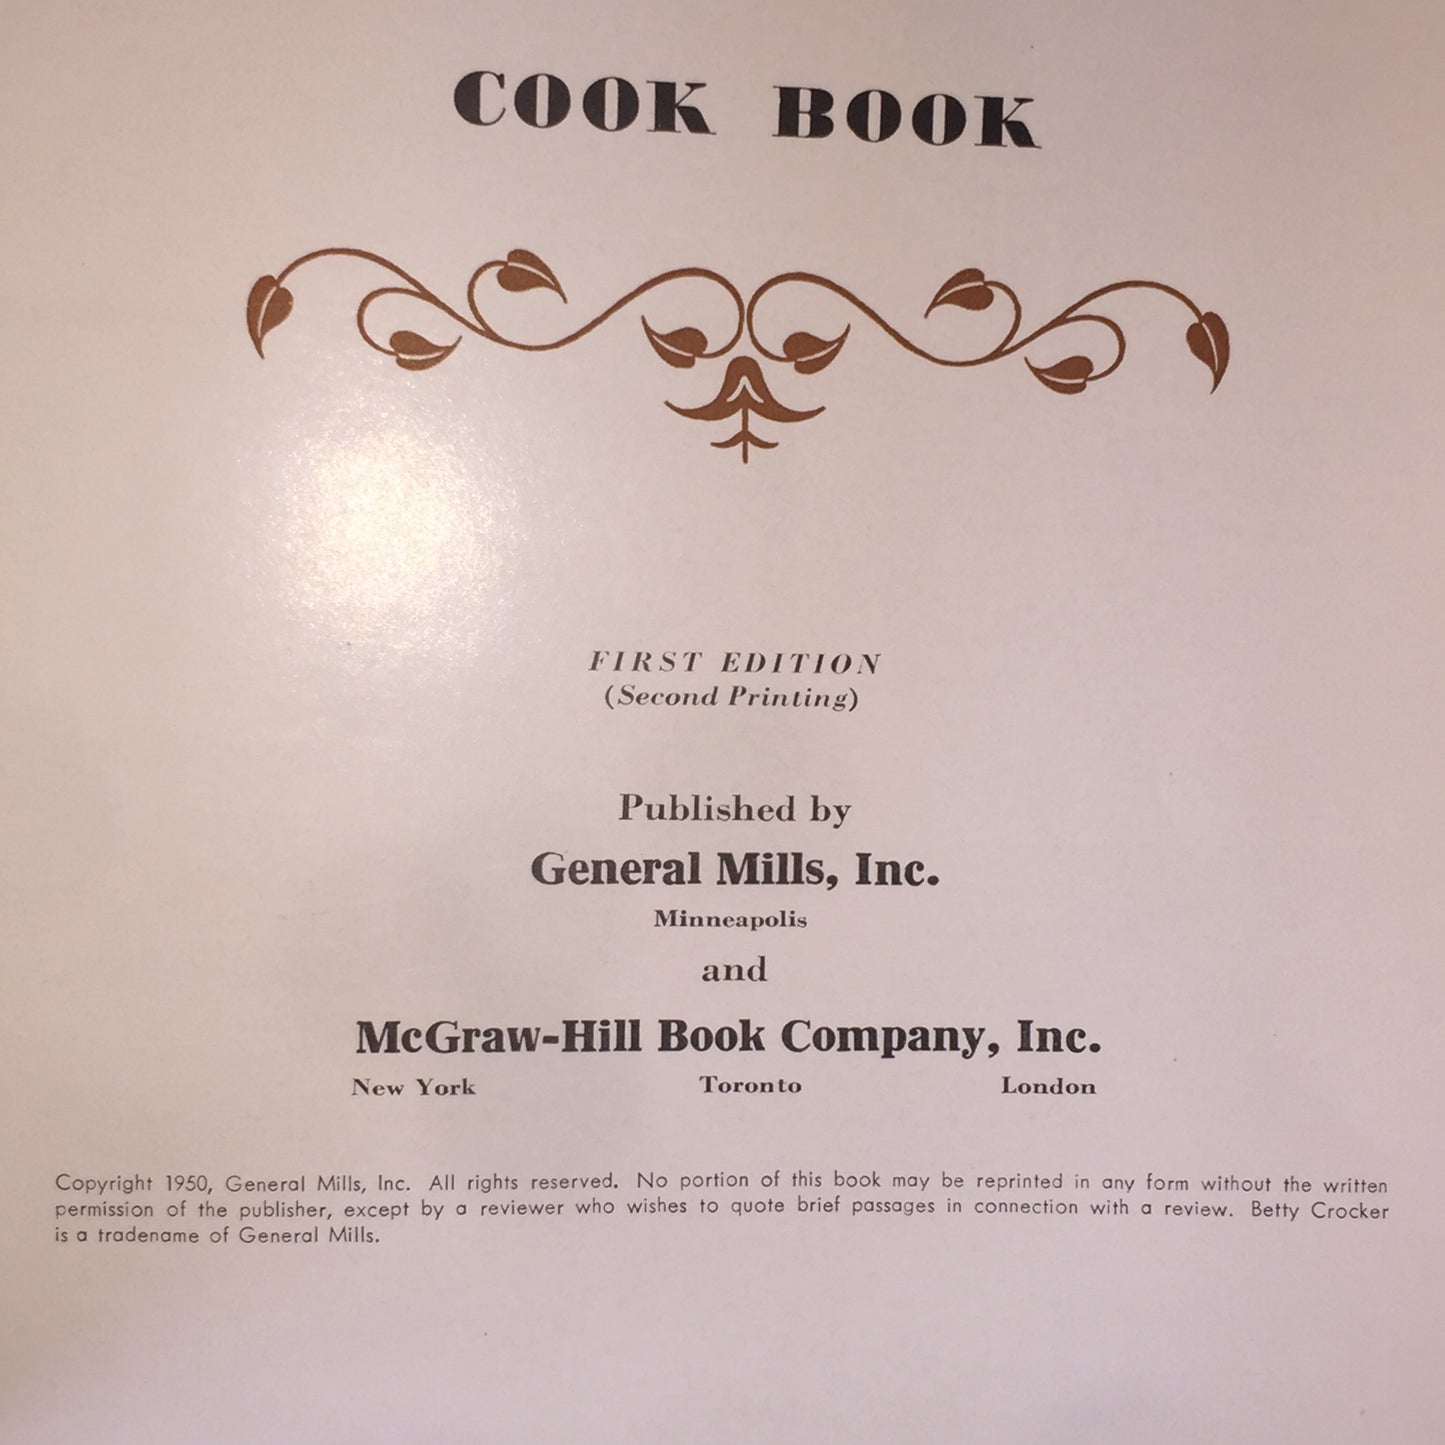 COOK BOOK
FIRST EDITION
(Second Printing)
Published by
General Mills, Inc.
Minneapolis
and
McGraw-Hill Book Company, Inc.
New York Toronto London
Copyright 1950, General Mills, Inc. All rights reserved. No portion of this book may be reprinted in any form without the written
permission of the publisher, except by a reviewer who wishes to quote brief passages in connection with a review. Betty Crocker
is a tradename of General Mills.